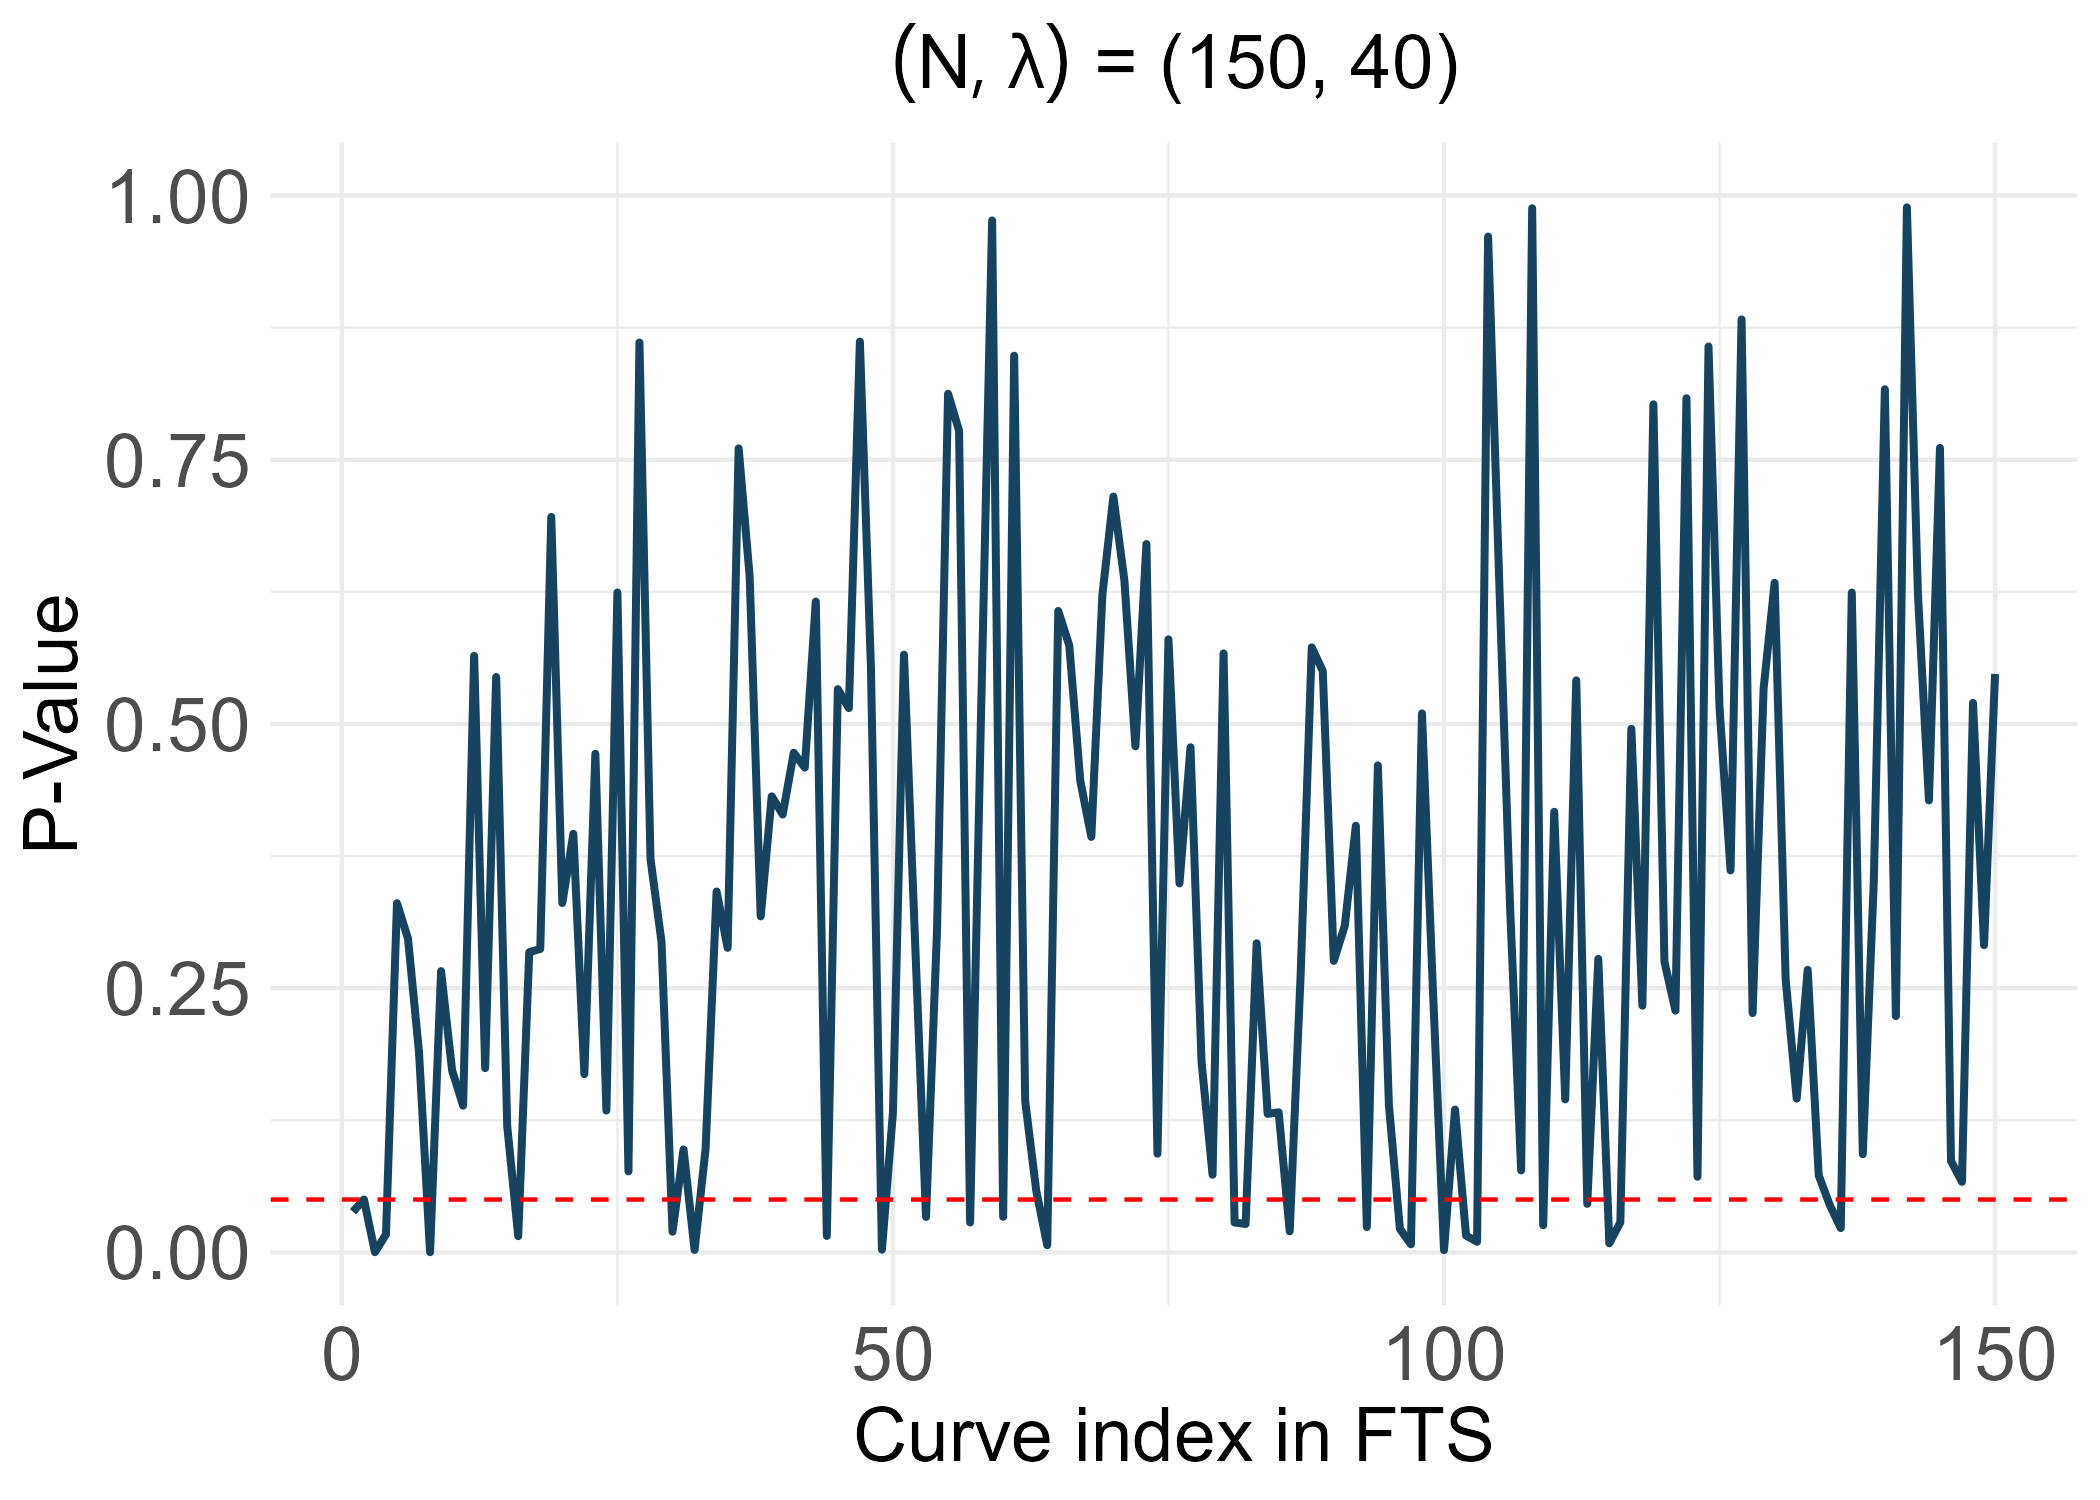 (N, λ) = (150, 40)
P-Value
1.00
0.75
0.50
0.25
0.00
0 50 100 150
Curve index in FTS